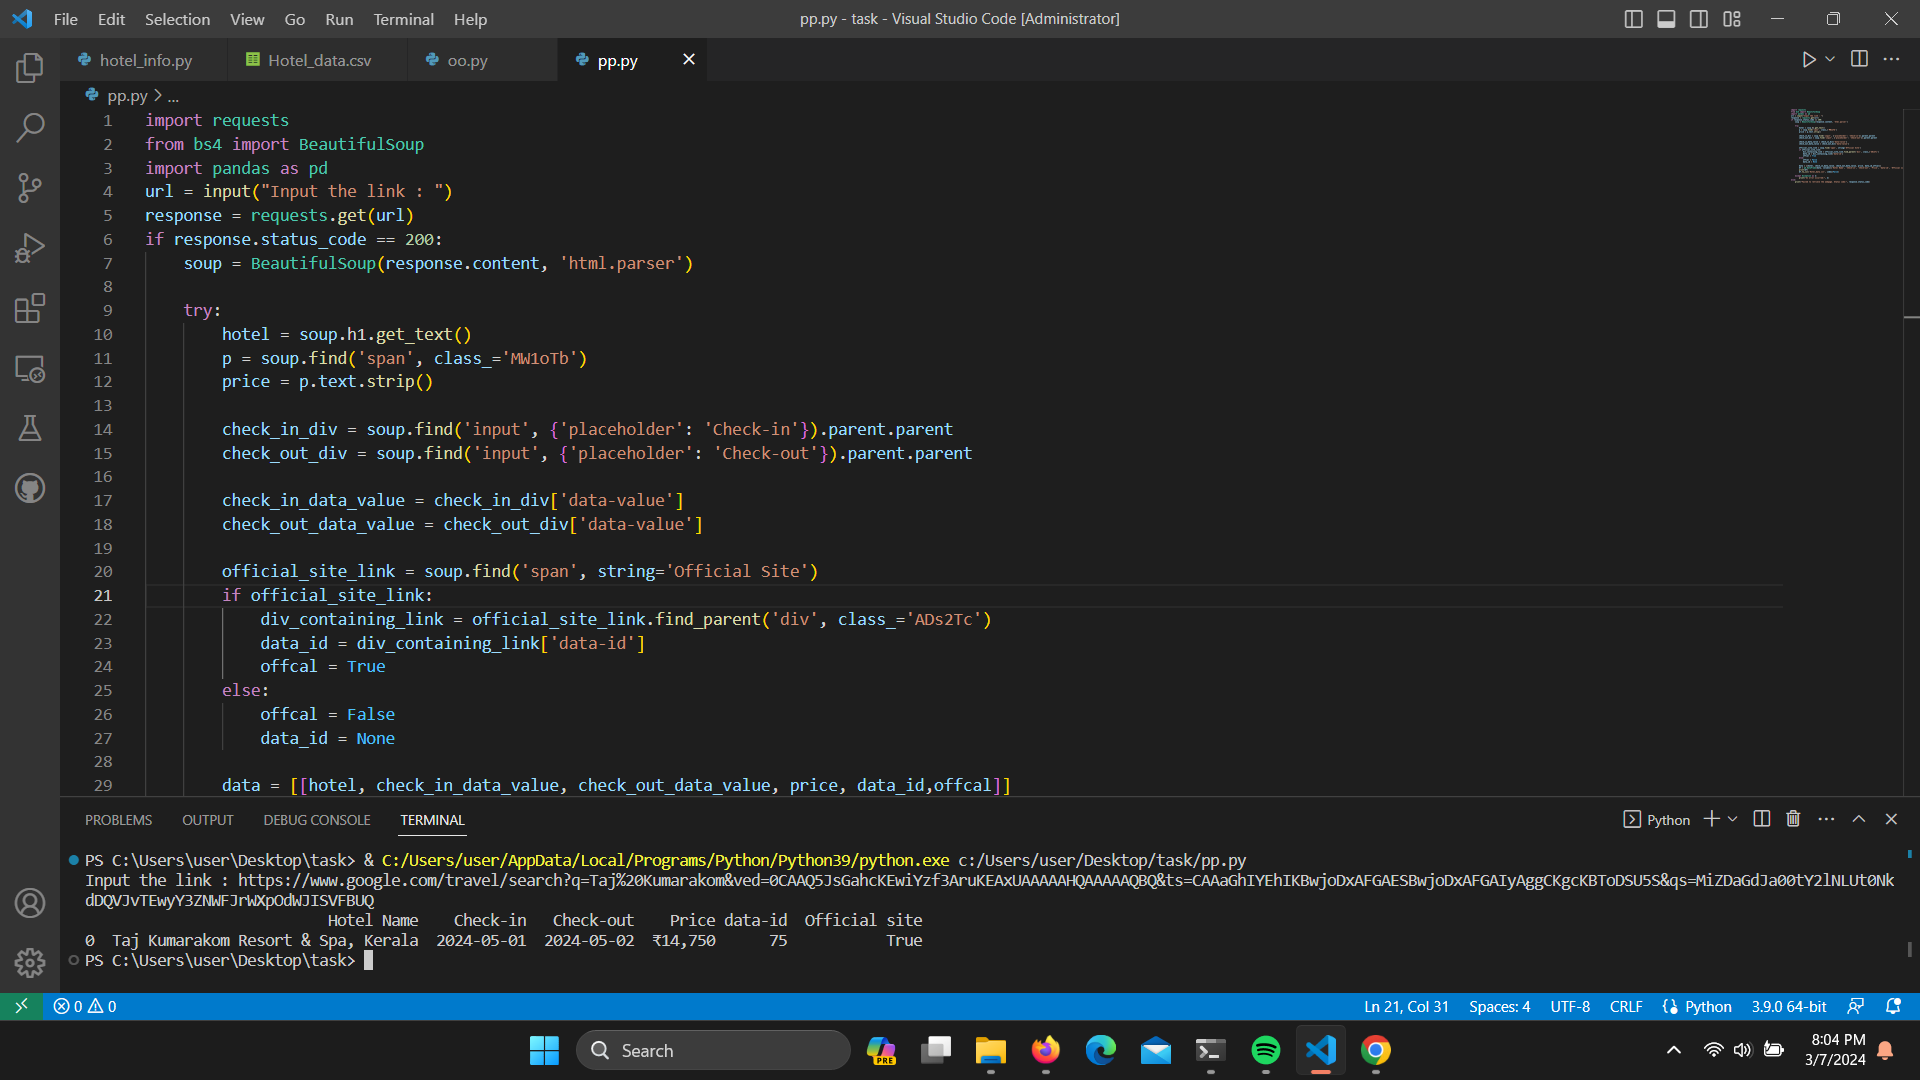 File Edit Selection View Go Run Terminal Help
pp.py - task - Visual Studio Code [Administrator]
hotel_info.py Hotel_data.csv oo.py pp.py
pp.py > ...
1 import requests
2 from bs4 import BeautifulSoup
3 import pandas as pd
4 url = input("Input the link : ")
5 response = requests.get(url)
6 if response.status_code == 200:
7     soup = BeautifulSoup(response.content, 'html.parser')
8
9     try:
10         hotel = soup.h1.get_text()
11         p = soup.find('span', class_='MW1oTb')
12         price = p.text.strip()
13
14         check_in_div = soup.find('input', {'placeholder': 'Check-in'}).parent.parent
15         check_out_div = soup.find('input', {'placeholder': 'Check-out'}).parent.parent
16
17         check_in_data_value = check_in_div['data-value']
18         check_out_data_value = check_out_div['data-value']
19
20         official_site_link = soup.find('span', string='Official Site')
21         if official_site_link:
22             div_containing_link = official_site_link.find_parent('div', class_='ADs2Tc')
23             data_id = div_containing_link['data-id']
24             offcal = True
25         else:
26             offcal = False
27             data_id = None
28
29         data = [[hotel, check_in_data_value, check_out_data_value, price, data_id,offcal]]
PROBLEMS OUTPUT DEBUG CONSOLE TERMINAL
Python
PS C:\Users\user\Desktop\task> & C:/Users/user/AppData/Local/Programs/Python/Python39/python.exe c:/Users/user/Desktop/task/pp.py
Input the link : https://www.google.com/travel/search?q=Taj%20Kumarakom&ved=0CAAQ5JsGahcKEwiYzf3AruKEAxUAAAAAHQAAAAAQBQ&ts=CAAaGhIYEhIKBwjoDxAFGAESBwjoDxAFGAIyAggCKgcKBToDSU5S&qs=MiZDaGdJa00tY2lNLUt0Nk
dDQVJvTEwyY3ZNWFJrWXpOdWJISVFBUQ
Hotel Name Check-in Check-out Price data-id Official site
0 Taj Kumarakom Resort & Spa, Kerala 2024-05-01 2024-05-02 ₹14,750 75 True
PS C:\Users\user\Desktop\task>
0 0 Ln 21, Col 31 Spaces: 4 UTF-8 CRLF Python 3.9.0 64-bit
Search
PRE
8:04 PM
3/7/2024